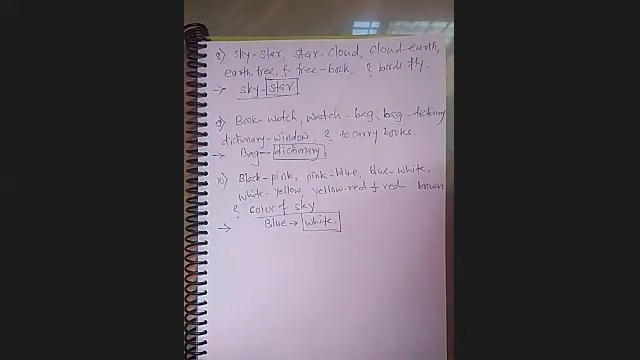 8) Sky-star, star-cloud, cloud-earth,
earth-tree, & tree-book, ? birds fly.
→ sky-star
9) Book-watch, watch-bag, bag-dictionary
dictionary-window, ? to carry books.
→ Bag-dictionary
10) Black-pink, pink-blue, blue-white,
white-yellow, yellow-red & red-brown
? color of sky
→ Blue → white